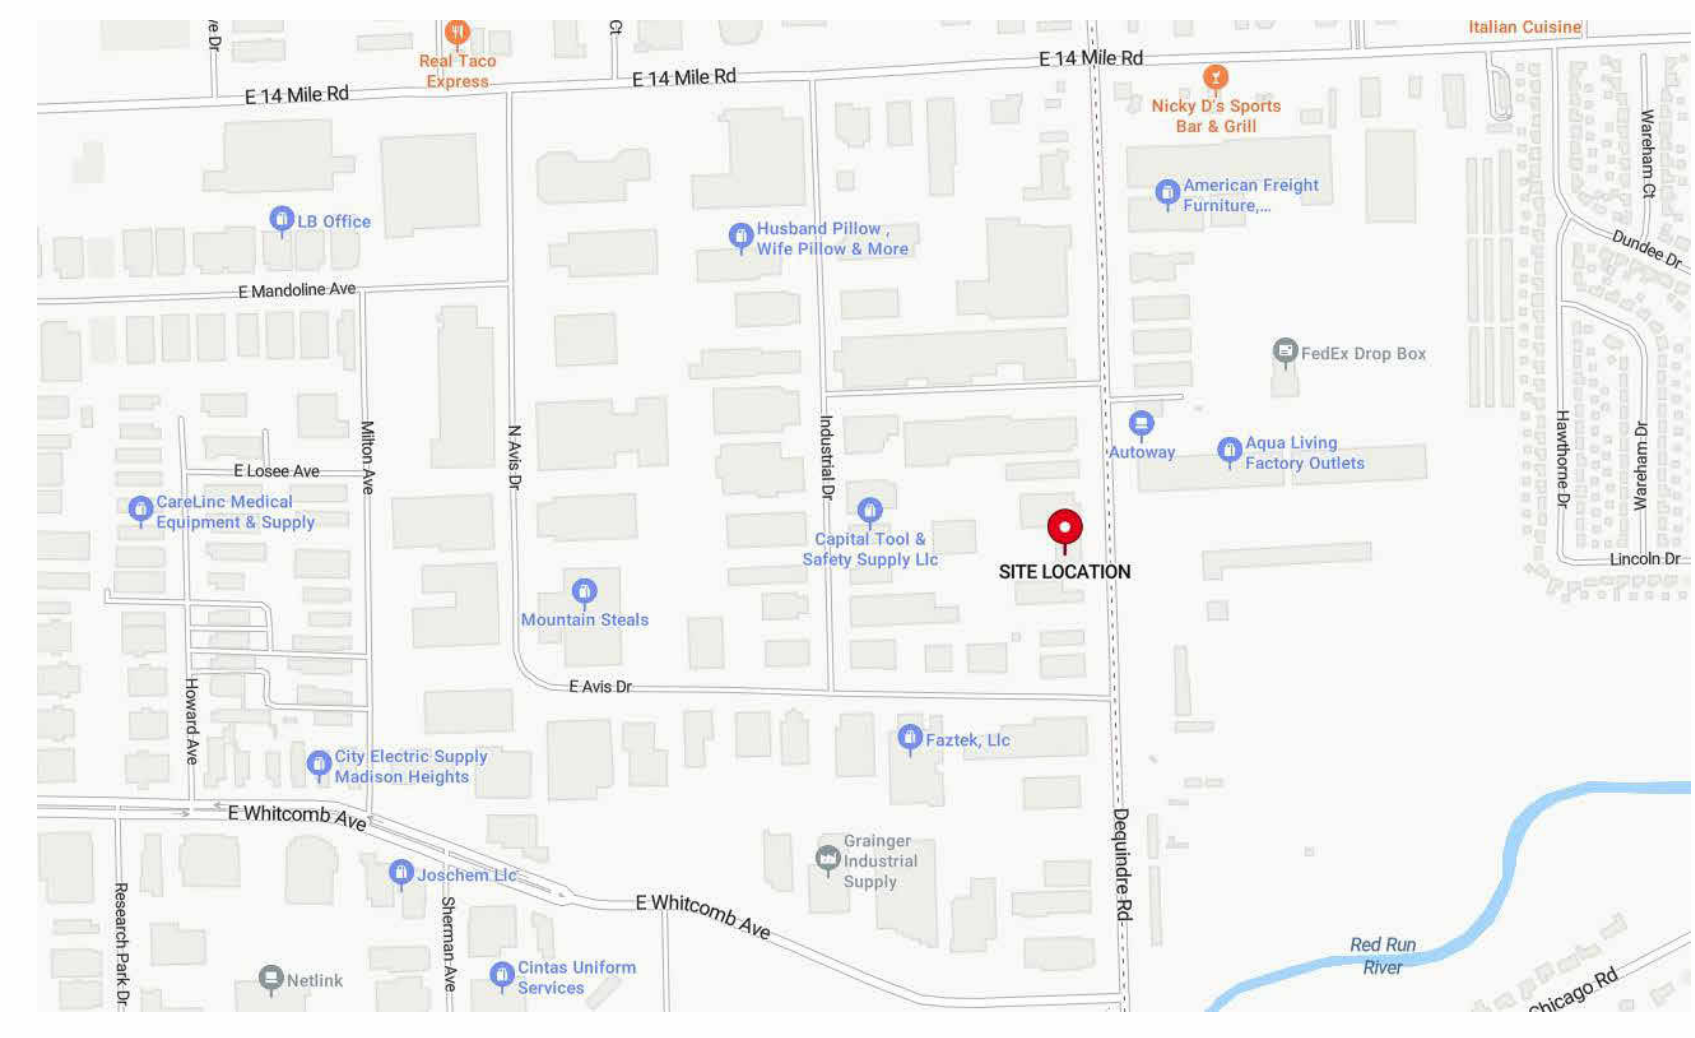 Italian Cuisine
Ct
Real Taco
Express
E 14 Mile Rd
E 14 Mile Rd
E 14 Mile Rd
Nicky D's Sports
Bar & Grill
Wareham Ct
American Freight
Furniture,...
LB Office
Husband Pillow ,
Wife Pillow & More
Dundee Dr
E Mandoline Ave
FedEx Drop Box
Milton Ave
N Avis Dr
Industrial Dr
Autoway
Aqua Living
Factory Outlets
Hawthorne Dr
Wareham Dr
E Losee Ave
CareLinc Medical
Equipment & Supply
Capital Tool &
Safety Supply Llc
SITE LOCATION
Lincoln Dr
Mountain Steals
E Avis Dr
Howard Ave
Faztek, Llc
City Electric Supply
Madison Heights
E Whitcomb Ave
Dequindre Rd
Grainger
Industrial
Supply
Joschem Llc
Research Park Dr
Sherman Ave
E Whitcomb Ave
Red Run
River
Netlink
Cintas Uniform
Services
Chicago Rd